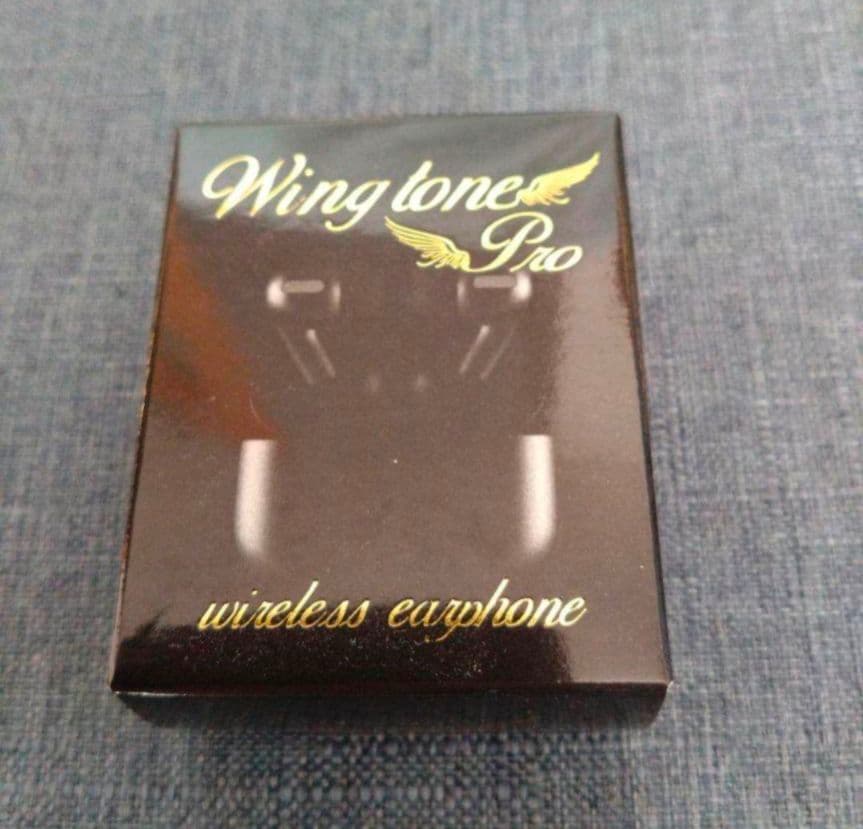 Wing tone
Pro
wireless earphone